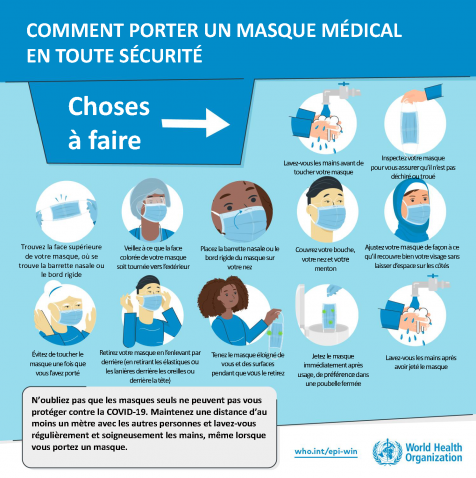 COMMENT PORTER UN MASQUE MÉDICAL
EN TOUTE SÉCURITÉ
Choses
à faire
Lavez-vous les mains avant de
toucher votre masque
Inspectez votre masque
pour vous assurer qu'il n'est pas
déchiré ou troué
Trouvez la face supérieure
de votre masque, où se
trouve la barrette nasale ou
le bord rigide
Veillez à ce que la face
colorée de votre masque
soit tournée vers l'extérieur
Placez la barrette nasale ou le
bord rigide du masque sur
votre nez
Couvrez votre bouche,
votre nez et votre
menton
Ajustez votre masque de façon à ce
qu'il recouvre bien votre visage sans
laisser d'espace sur les côtés
Évitez de toucher le
masque une fois que
vous l'avez porté
Retirez votre masque en l'enlevant par
derrière (en retirant les élastiques ou
les lanières derrière les oreilles ou
derrière la tête)
Tenez le masque éloigné de
vous et des surfaces
pendant que vous le retirez
Jetez le masque
immédiatement après
usage, de préférence dans
une poubelle fermée
Lavez-vous les mains après
avoir jeté le masque
N'oubliez pas que les masques seuls ne peuvent pas vous
protéger contre la COVID-19. Maintenez une distance d'au
moins un mètre avec les autres personnes et lavez-vous
régulièrement et soigneusement les mains, même lorsque
vous portez un masque.
who.int/epi-win
World Health
Organization